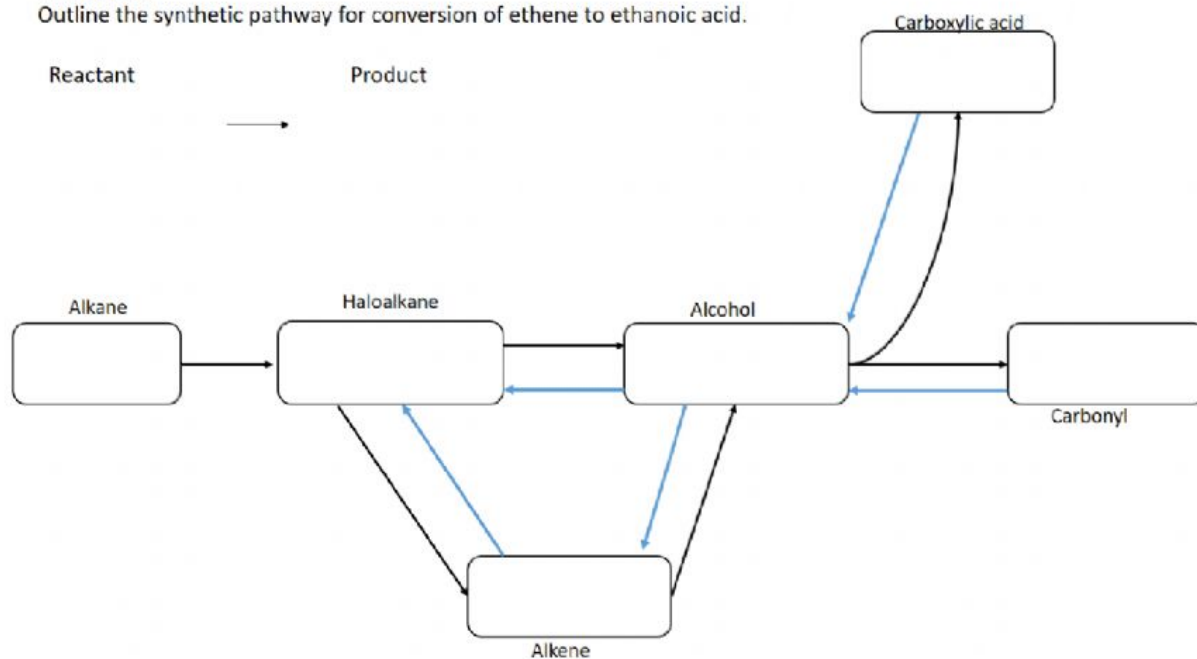 Outline the synthetic pathway for conversion of ethene to ethanoic acid.
Carboxylic acid
Reactant
Product
Alkane
Haloalkane
Alcohol
Carbonyl
Alkene